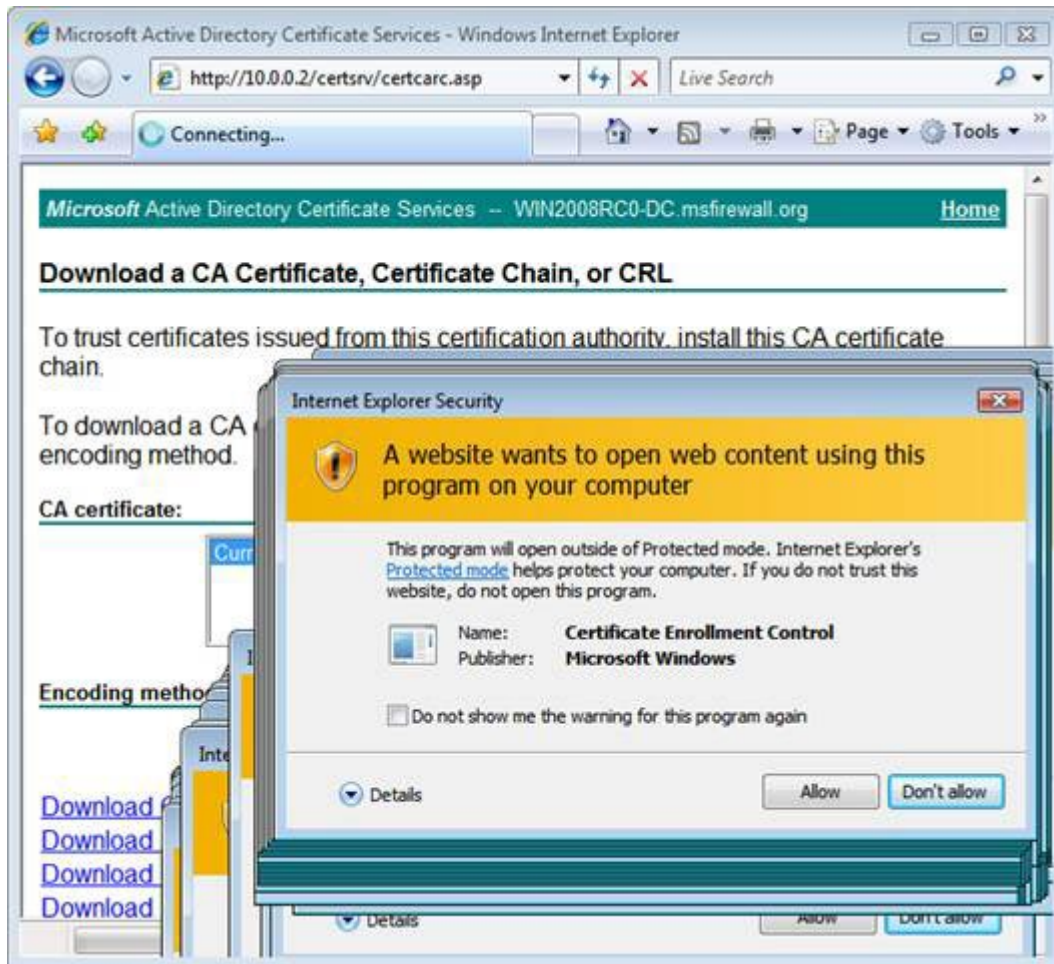 Microsoft Active Directory Certificate Services - Windows Internet Explorer
http://10.0.0.2/certsrv/certcarc.asp
Live Search
Connecting...
Page
Tools
Microsoft Active Directory Certificate Services -- WIN2008RC0-DC.msfirewall.org
Home
Download a CA Certificate, Certificate Chain, or CRL
To trust certificates issued from this certification authority, install this CA certificate
chain.
To download a CA
encoding method.
CA certificate:
Curr
Encoding metho
Download
Download
Download
Download
Internet Explorer Security
A website wants to open web content using this
program on your computer
This program will open outside of Protected mode. Internet Explorer's
Protected mode helps protect your computer. If you do not trust this
website, do not open this program.
Name: Certificate Enrollment Control
Publisher: Microsoft Windows
Do not show me the warning for this program again
Details
Allow
Don't allow
Inte
I
Details
Allow
Don't allow